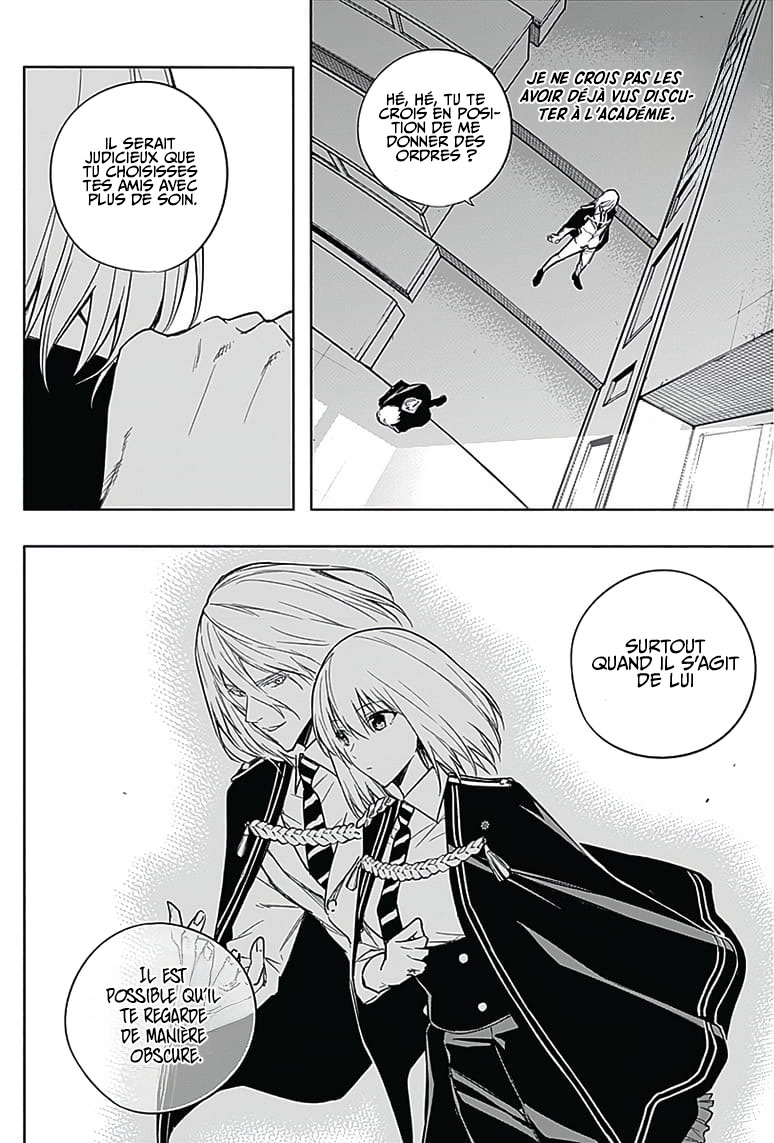 JE NE CROIS PAS LES
AVOIR DÉJÀ VUS DISCU-
TER À L'ACADÉMIE.
HÉ, HÉ, TU TE
CROIS EN POSI-
TION DE ME
DONNER DES
ORDRES ?
IL SERAIT
JUDICIEUX QUE
TU CHOISISSES
TES AMIS AVEC
PLUS DE SOIN.
SURTOUT
QUAND IL S'AGIT
DE LUI
IL EST
POSSIBLE QU'IL
TE REGARDE
DE MANIÈRE
OBSCURE.